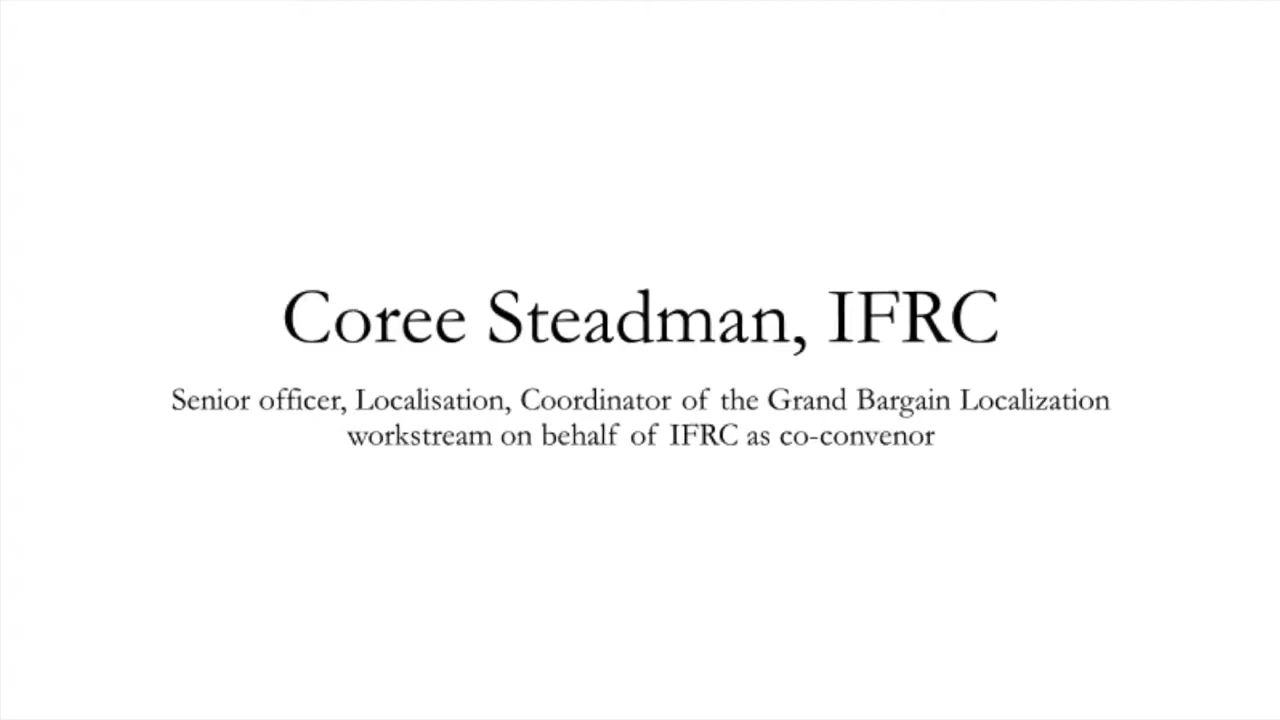 Coree Steadman, IFRC
Senior officer, Localisation, Coordinator of the Grand Bargain Localization
workstream on behalf of IFRC as co-convenor